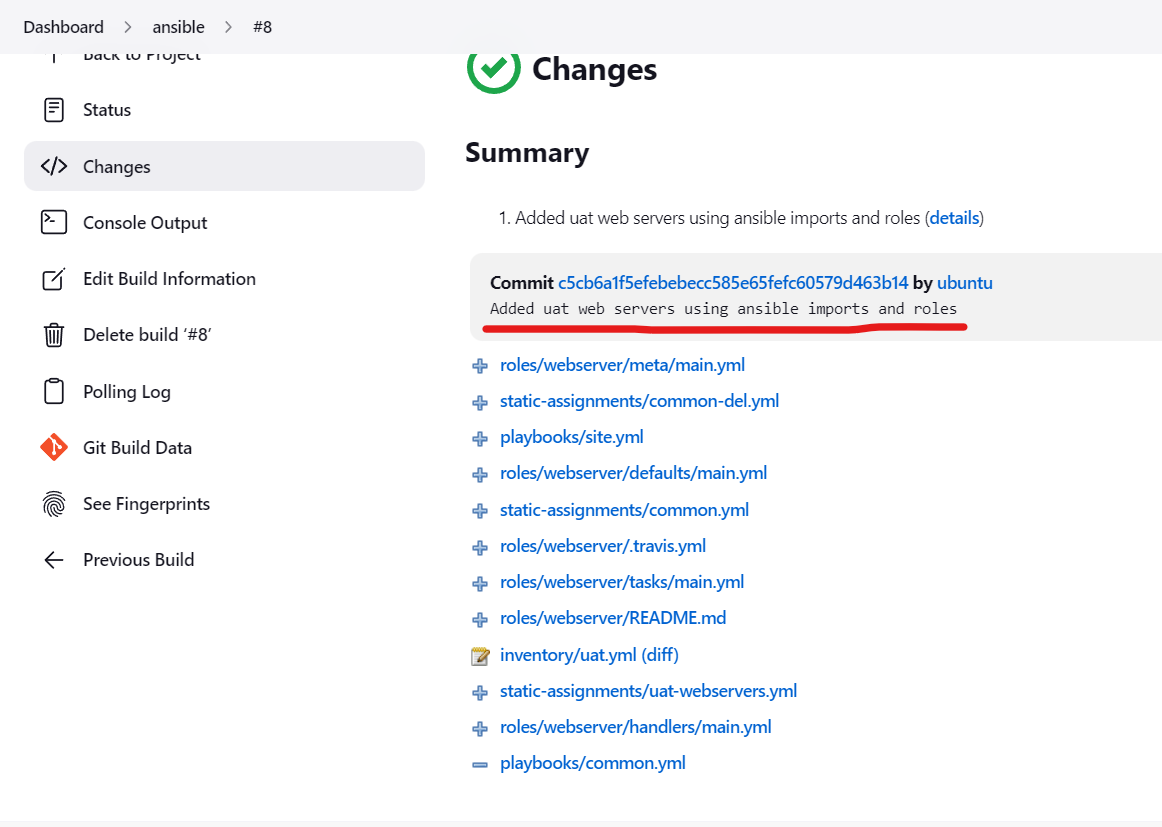 Dashboard > ansible > #8
Back to Project
Status
Changes
Console Output
Edit Build Information
Delete build ‘#8’
Polling Log
Git Build Data
See Fingerprints
Previous Build
Changes
Summary
1. Added uat web servers using ansible imports and roles (details)
Commit c5cb6a1f5efebebecc585e65fefc60579d463b14 by ubuntu
Added uat web servers using ansible imports and roles
roles/webserver/meta/main.yml
static-assignments/common-del.yml
playbooks/site.yml
roles/webserver/defaults/main.yml
static-assignments/common.yml
roles/webserver/.travis.yml
roles/webserver/tasks/main.yml
roles/webserver/README.md
inventory/uat.yml (diff)
static-assignments/uat-webservers.yml
roles/webserver/handlers/main.yml
playbooks/common.yml